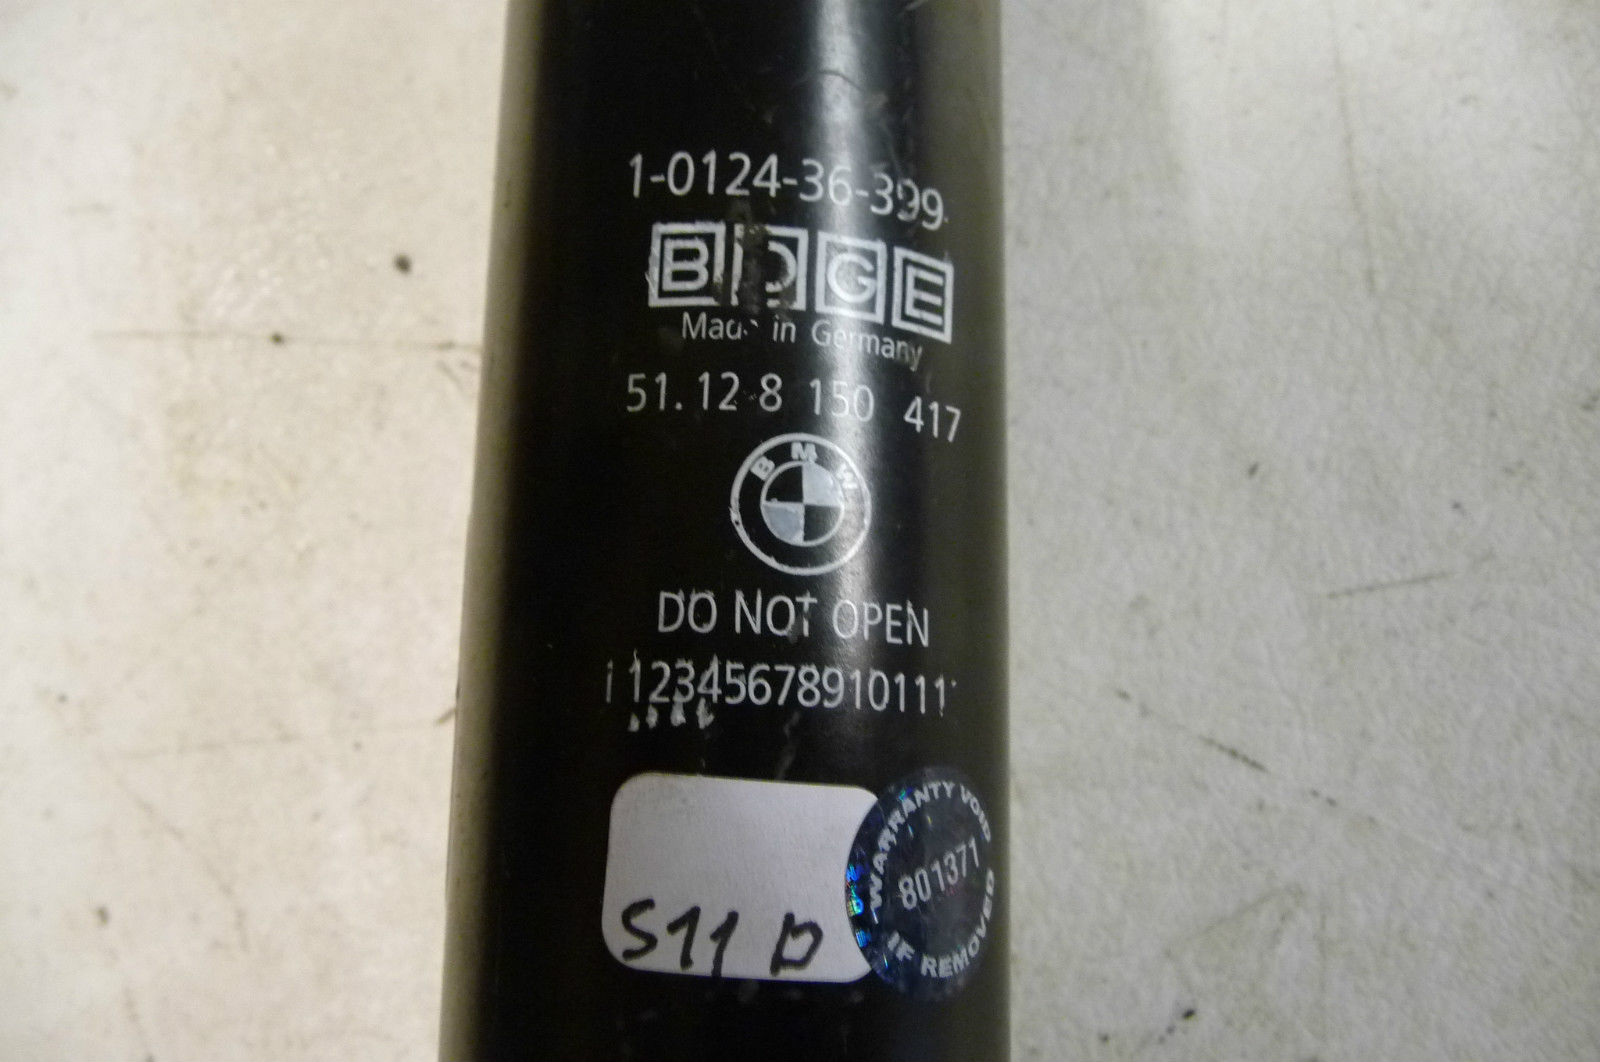 1-0124-36-399
BOGE
Made in Germany
51.12 8 150 417
BMW
DO NOT OPEN
1 1234567891011
S11 D
WARRANTY VOID
801371
IF REMOVED